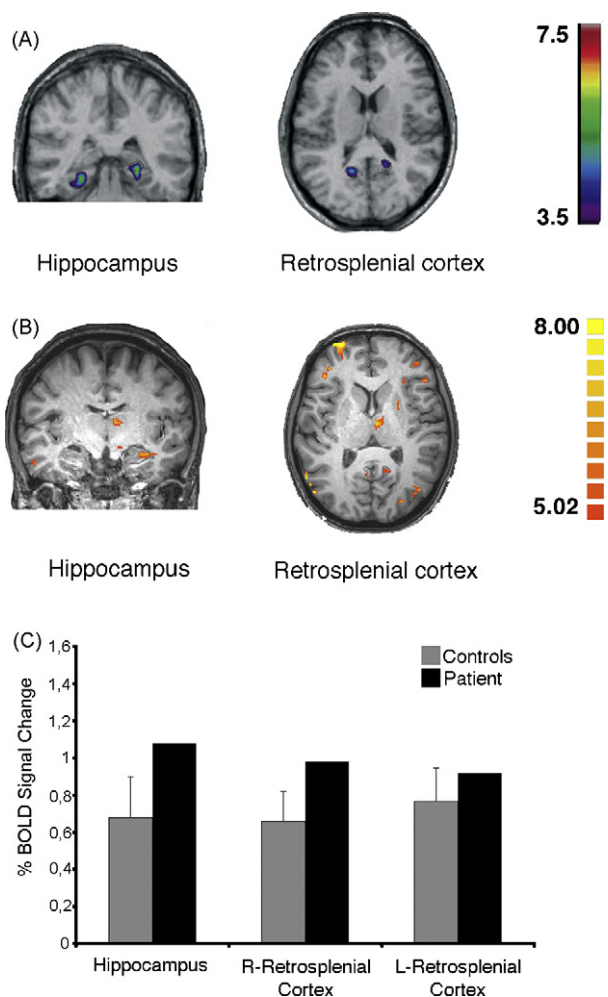 (A)
7.5
3.5
Hippocampus
Retrosplenial cortex
(B)
8.00
5.02
Hippocampus
Retrosplenial cortex
(C)
% BOLD Signal Change
1,6
1,4
1,2
1
0,8
0,6
0,4
0,2
0
Controls
Patient
Hippocampus
R-Retrosplenial
Cortex
L-Retrosplenial
Cortex